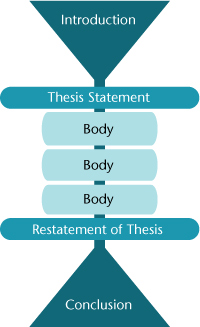 Introduction
Thesis Statement
Body
Body
Body
Restatement of Thesis
Conclusion